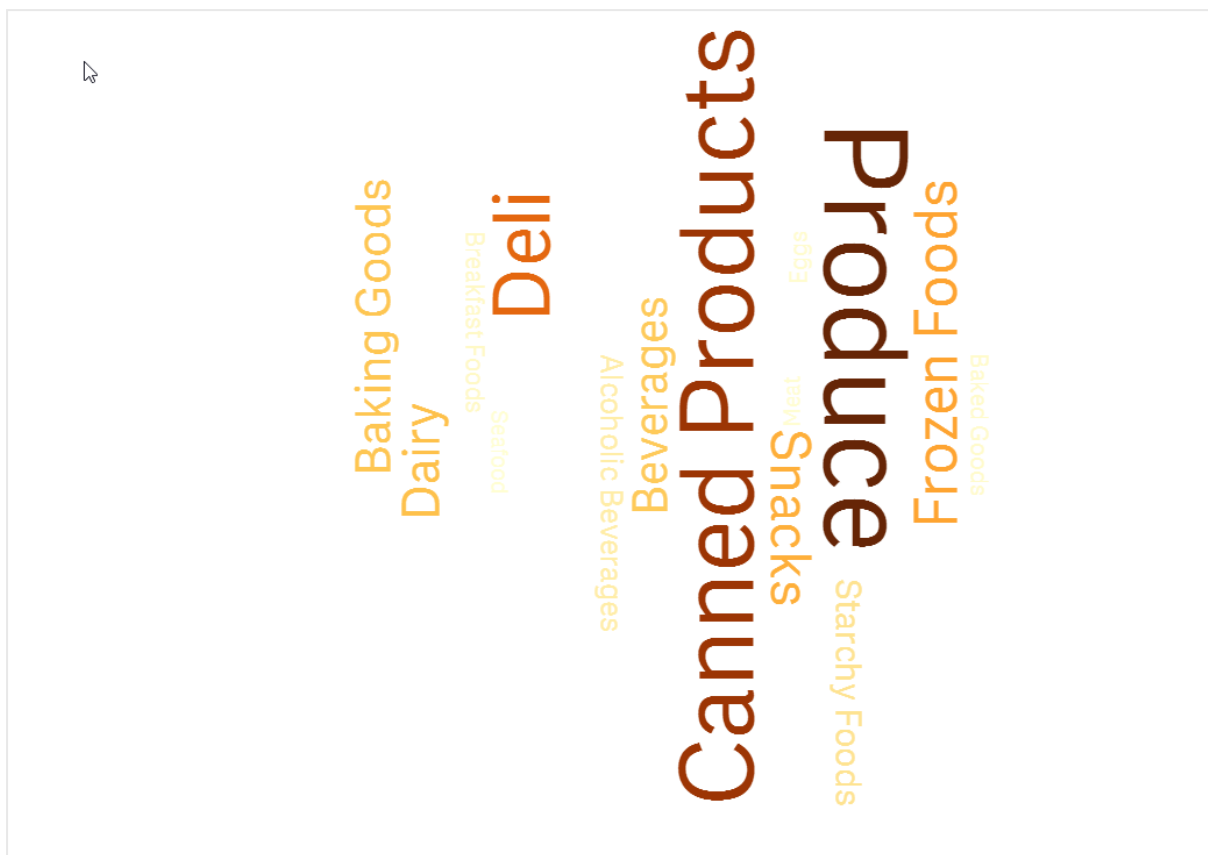 Baking Goods
Dairy
Breakfast Foods
Seafood
Deli
Alcoholic Beverages
Beverages
Canned Products
Eggs
Meat
Snacks
Produce
Starchy Foods
Frozen Foods
Baked Goods